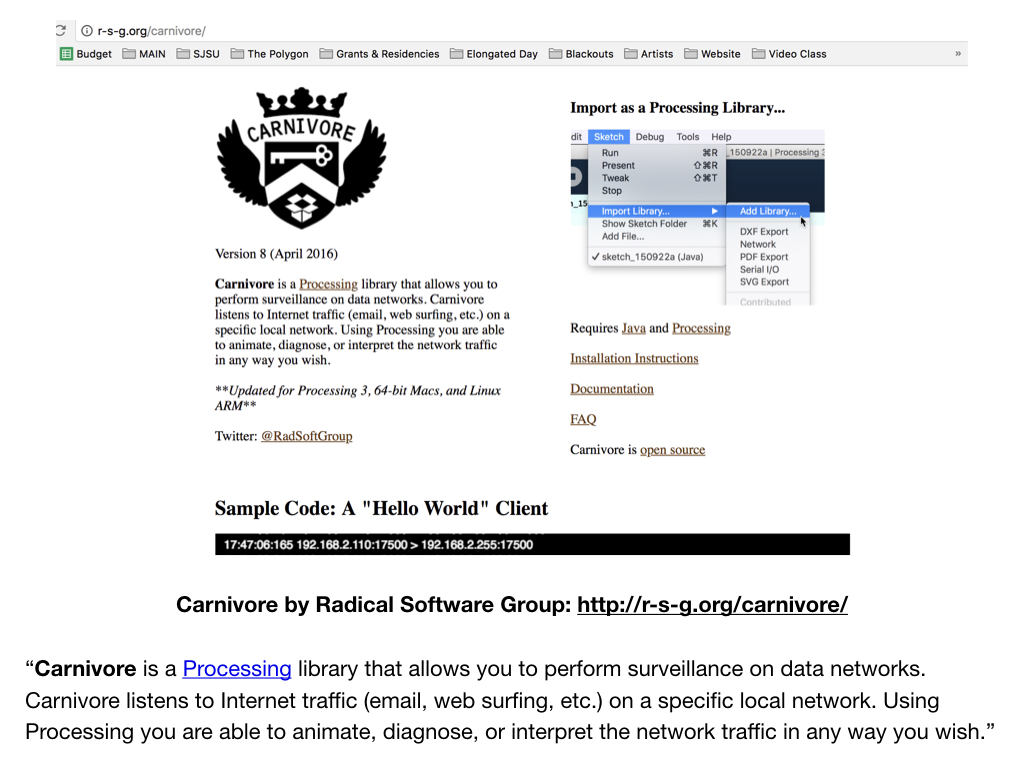 r-s-g.org/carnivore/
Budget MAIN SJSU The Polygon Grants & Residencies Elongated Day Blackouts Artists Website Video Class »
CARNIVORE
Version 8 (April 2016)
Carnivore is a Processing library that allows you to
perform surveillance on data networks. Carnivore
listens to Internet traffic (email, web surfing, etc.) on a
specific local network. Using Processing you are able
to animate, diagnose, or interpret the network traffic
in any way you wish.
**Updated for Processing 3, 64-bit Macs, and Linux
ARM**
Twitter: @RadSoftGroup
Import as a Processing Library...
dit Sketch Debug Tools Help
Run ⌘R
_150922a | Processing 3
Present ⇧⌘R
Tweak ⇧⌘T
Stop
_15
Import Library... ▶ Add Library...
Show Sketch Folder ⌘K
Add File...
✓ sketch_150922a (Java)
DXF Export
Network
PDF Export
Serial I/O
SVG Export
Contributed
Requires Java and Processing
Installation Instructions
Documentation
FAQ
Carnivore is open source
Sample Code: A "Hello World" Client
17:47:06:165 192.168.2.110:17500 > 192.168.2.255:17500
Carnivore by Radical Software Group: http://r-s-g.org/carnivore/
“Carnivore is a Processing library that allows you to perform surveillance on data networks.
Carnivore listens to Internet traffic (email, web surfing, etc.) on a specific local network. Using
Processing you are able to animate, diagnose, or interpret the network traffic in any way you wish.”